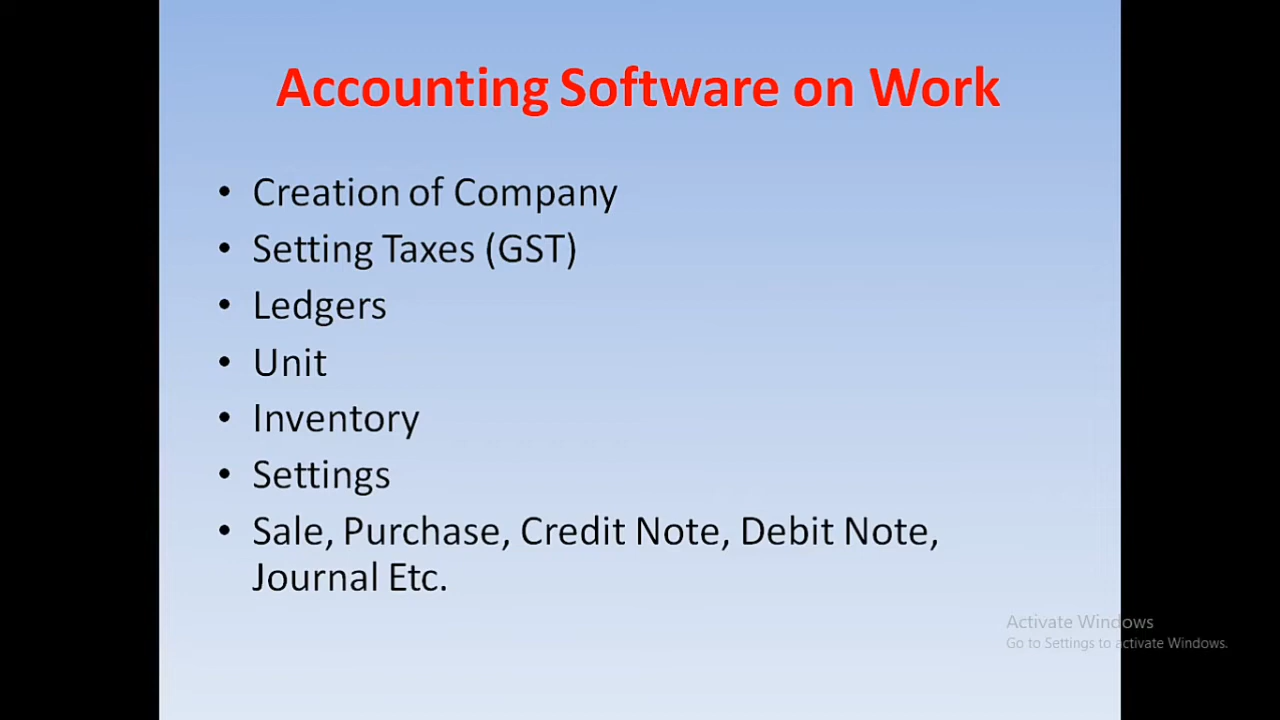 Accounting Software on Work
• Creation of Company
• Setting Taxes (GST)
• Ledgers
• Unit
• Inventory
• Settings
• Sale, Purchase, Credit Note, Debit Note,
Journal Etc.
Activate Windows
Go to Settings to activate Windows.